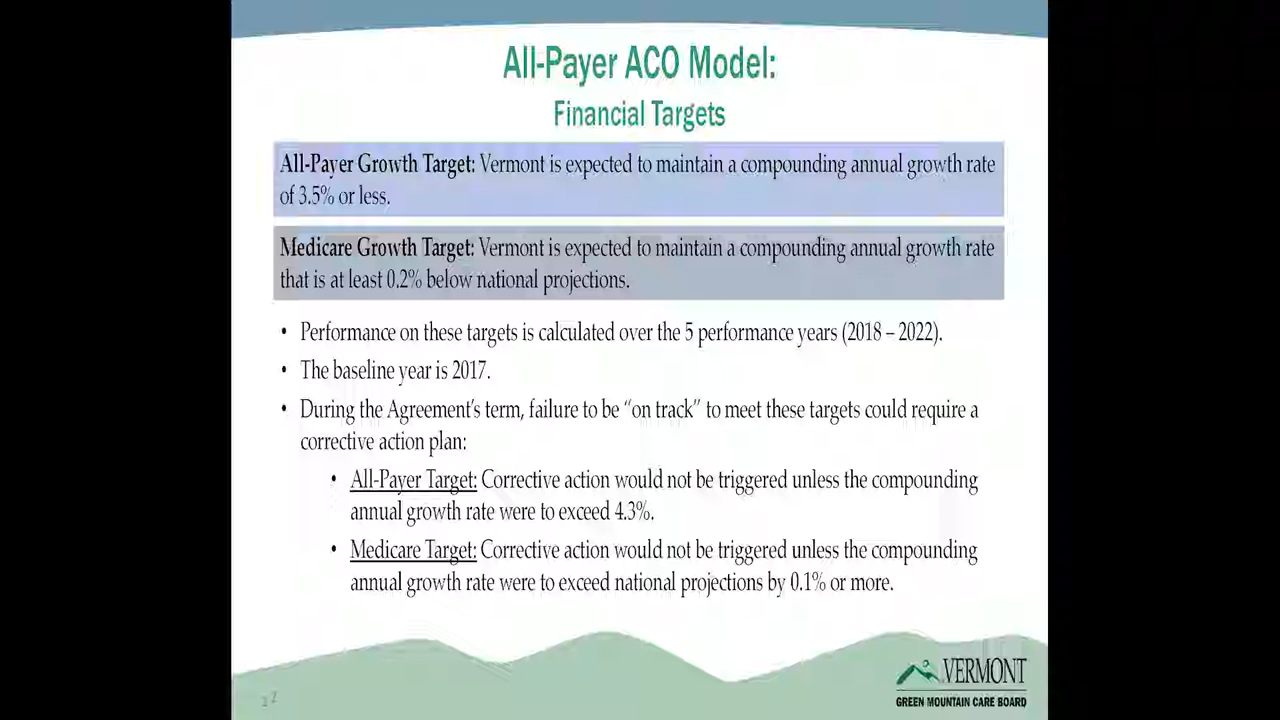 All-Payer ACO Model:
Financial Targets
All-Payer Growth Target: Vermont is expected to maintain a compounding annual growth rate
of 3.5% or less.
Medicare Growth Target: Vermont is expected to maintain a compounding annual growth rate
that is at least 0.2% below national projections.
• Performance on these targets is calculated over the 5 performance years (2018 – 2022).
• The baseline year is 2017.
• During the Agreement's term, failure to be “on track” to meet these targets could require a
corrective action plan:
• All-Payer Target: Corrective action would not be triggered unless the compounding
annual growth rate were to exceed 4.3%.
• Medicare Target: Corrective action would not be triggered unless the compounding
annual growth rate were to exceed national projections by 0.1% or more.
VERMONT
GREEN MOUNTAIN CARE BOARD